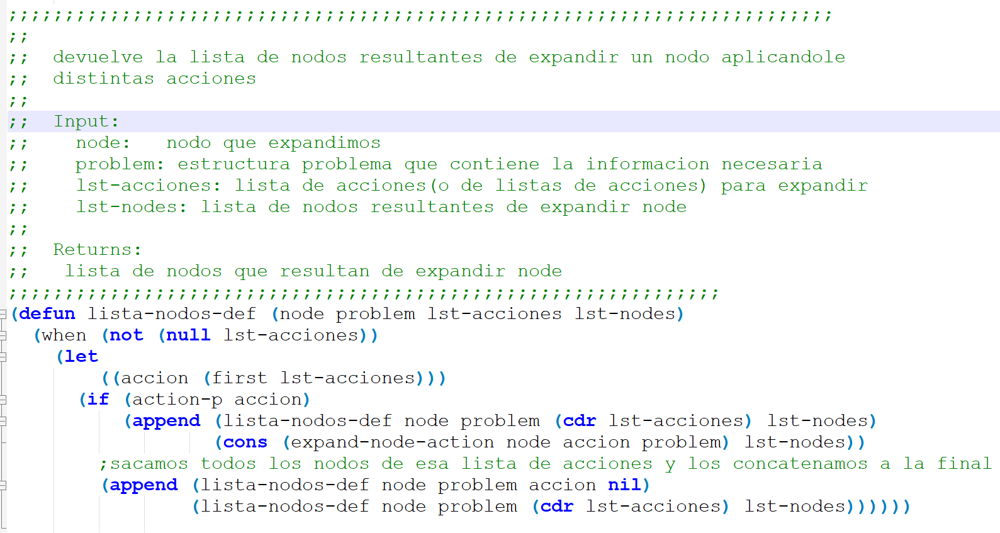 ;;;;;;;;;;;;;;;;;;;;;;;;;;;;;;;;;;;;;;;;;;;;;;;;;;;;;;;;;;;;;;;;;;;;;;;;;
;;
;;  devuelve la lista de nodos resultantes de expandir un nodo aplicandole
;;  distintas acciones
;;
;;  Input:
;;    node:   nodo que expandimos
;;    problem: estructura problema que contiene la informacion necesaria
;;    lst-acciones: lista de acciones(o de listas de acciones) para expandir
;;    lst-nodes: lista de nodos resultantes de expandir node
;;
;;  Returns:
;;   lista de nodos que resultan de expandir node
;;;;;;;;;;;;;;;;;;;;;;;;;;;;;;;;;;;;;;;;;;;;;;;;;;;;;;;;;;;;;;;
(defun lista-nodos-def (node problem lst-acciones lst-nodes)
  (when (not (null lst-acciones))
    (let
        ((accion (first lst-acciones)))
      (if (action-p accion)
          (append (lista-nodos-def node problem (cdr lst-acciones) lst-nodes)
                  (cons (expand-node-action node accion problem) lst-nodes))
        ;sacamos todos los nodos de esa lista de acciones y los concatenamos a la final
        (append (lista-nodos-def node problem accion nil)
                (lista-nodos-def node problem (cdr lst-acciones) lst-nodes))))))